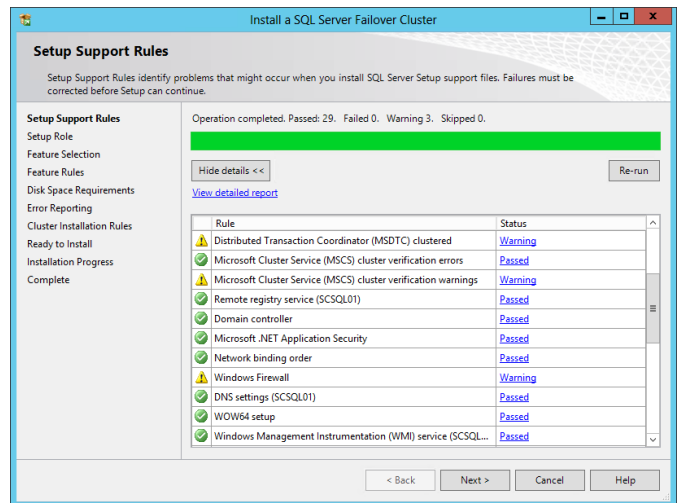 Install a SQL Server Failover Cluster
Setup Support Rules
Setup Support Rules identify problems that might occur when you install SQL Server Setup support files. Failures must be
corrected before Setup can continue.
Setup Support Rules
Setup Role
Feature Selection
Feature Rules
Disk Space Requirements
Error Reporting
Cluster Installation Rules
Ready to Install
Installation Progress
Complete
Operation completed. Passed: 29. Failed 0. Warning 3. Skipped 0.
Hide details <<
Re-run
View detailed report
Rule Status
Distributed Transaction Coordinator (MSDTC) clustered Warning
Microsoft Cluster Service (MSCS) cluster verification errors Passed
Microsoft Cluster Service (MSCS) cluster verification warnings Warning
Remote registry service (SCSQL01) Passed
Domain controller Passed
Microsoft .NET Application Security Passed
Network binding order Passed
Windows Firewall Warning
DNS settings (SCSQL01) Passed
WOW64 setup Passed
Windows Management Instrumentation (WMI) service (SCSQL... Passed
< Back Next > Cancel Help